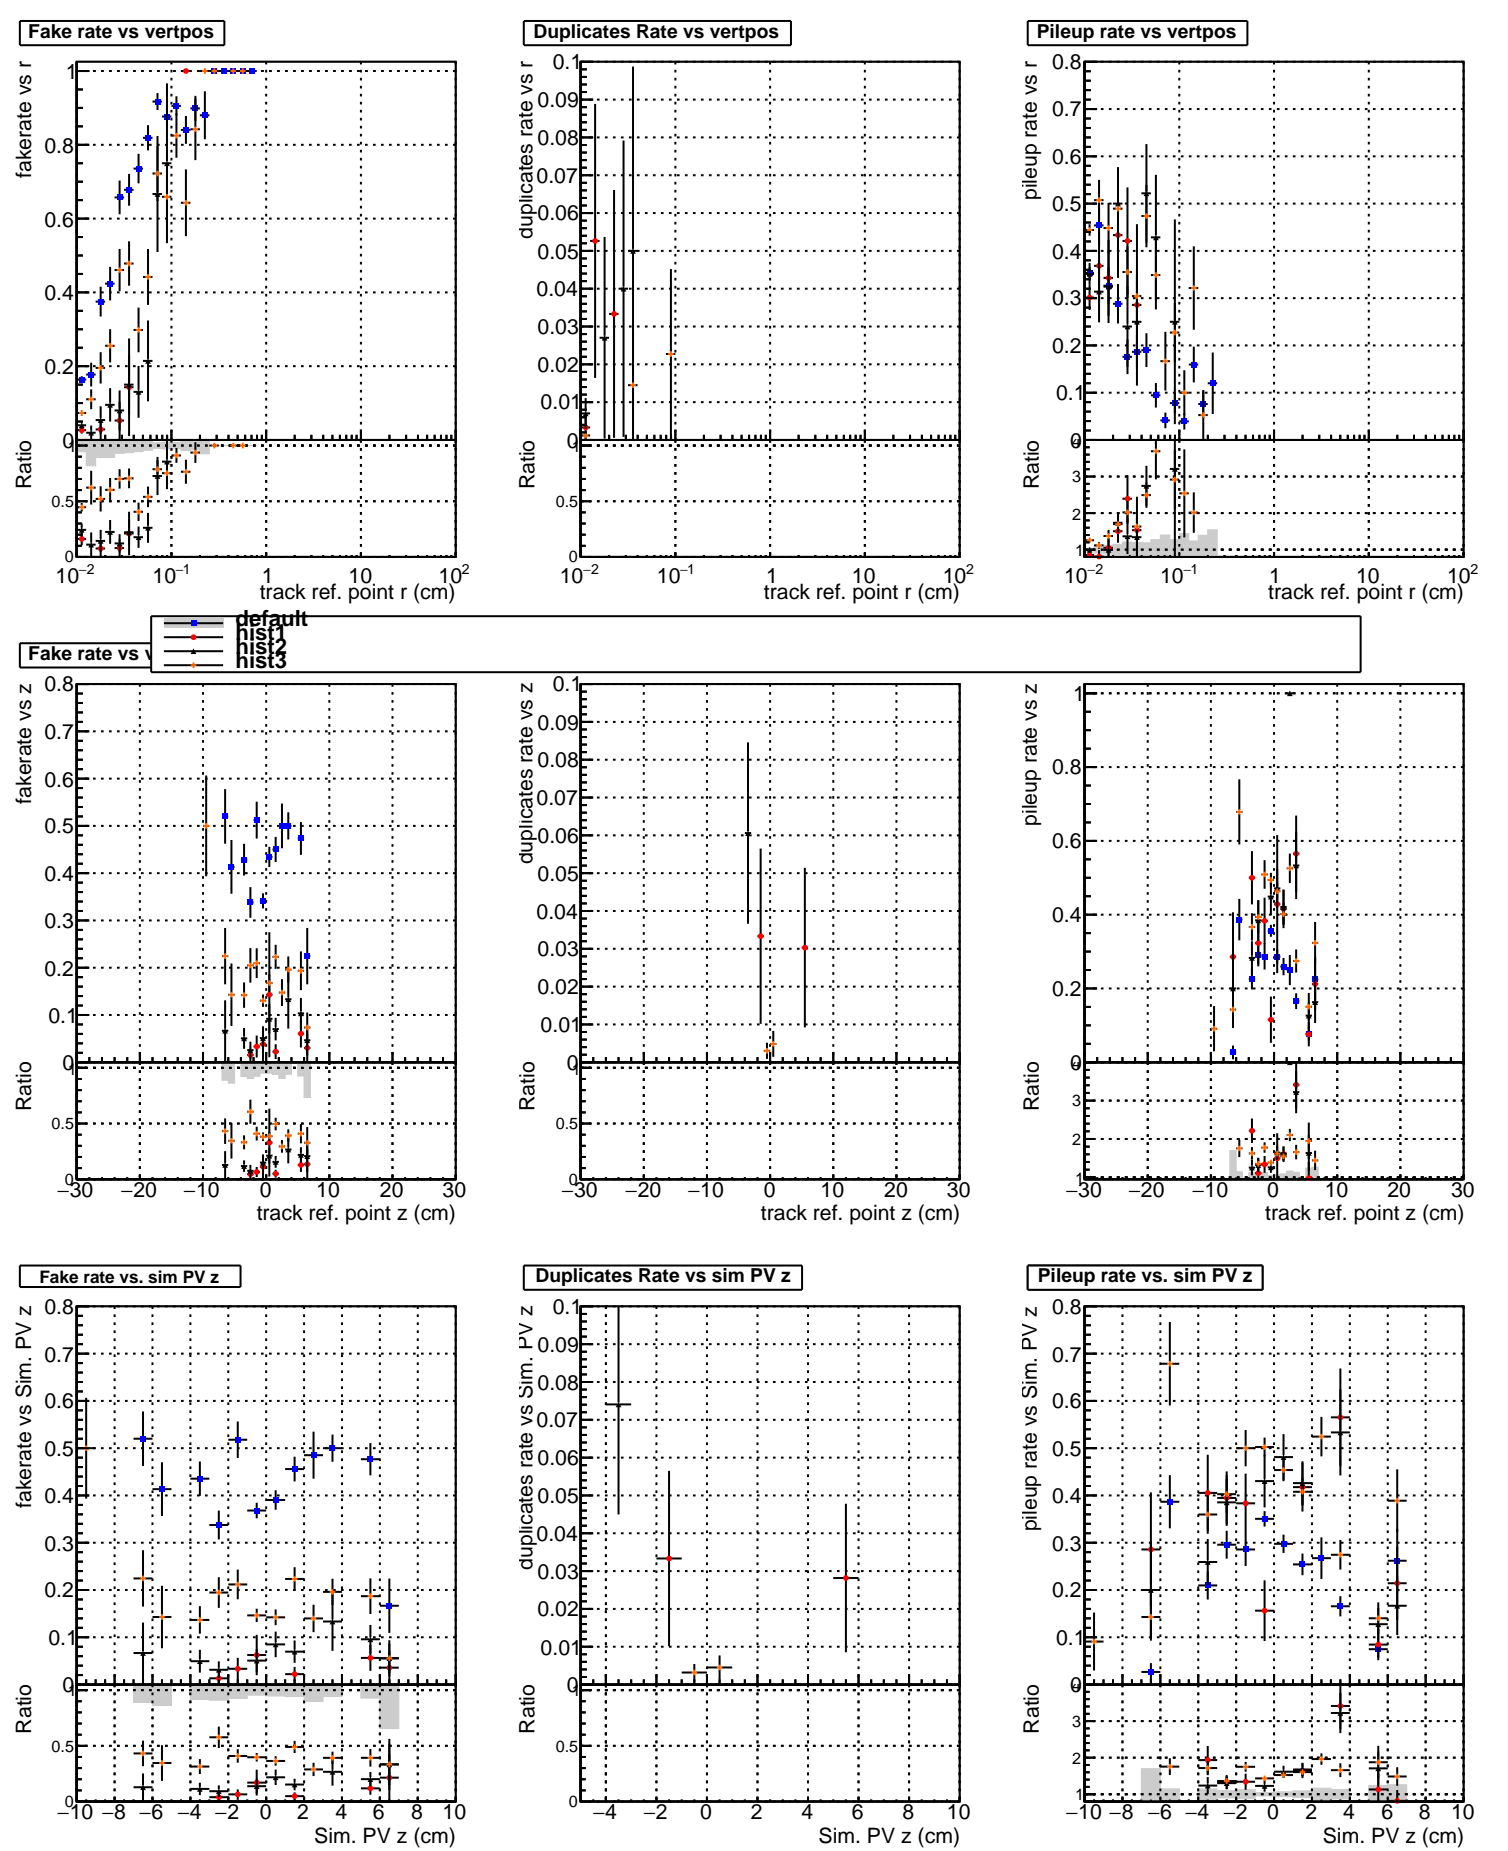 Fake rate vs vertpos
fakerate vs r
1
0.8
0.6
0.4
0.2
0
Ratio
0.5
0
10−2 10−1 1 10 102
track ref. point r (cm)
Duplicates Rate vs vertpos
duplicates rate vs r
0.1
0.09
0.08
0.07
0.06
0.05
0.04
0.03
0.02
0.01
0
Ratio
0.5
0
10−2 10−1 1 10 102
track ref. point r (cm)
Pileup rate vs vertpos
pileup rate vs r
0.8
0.7
0.6
0.5
0.4
0.3
0.2
0.1
Ratio
3
2
1
10−2 10−1 1 10 102
track ref. point r (cm)
default
hist1
hist2
hist3
Fake rate vs
fakerate vs z
0.8
0.7
0.6
0.5
0.4
0.3
0.2
0.1
0
Ratio
0.5
0
−30 −20 −10 0 10 20 30
track ref. point z (cm)
duplicates rate vs z
0.1
0.09
0.08
0.07
0.06
0.05
0.04
0.03
0.02
0.01
0
Ratio
0.5
0
−30 −20 −10 0 10 20 30
track ref. point z (cm)
pileup rate vs z
1
0.8
0.6
0.4
0.2
Ratio
3
2
1
−30 −20 −10 0 10 20 30
track ref. point z (cm)
Fake rate vs. sim PV z
fakerate vs Sim. PV z
0.8
0.7
0.6
0.5
0.4
0.3
0.2
0.1
0
Ratio
0.5
0
−10 −8 −6 −4 −2 0 2 4 6 8 10
Sim. PV z (cm)
Duplicates Rate vs sim PV z
duplicates rate vs Sim. PV z
0.1
0.09
0.08
0.07
0.06
0.05
0.04
0.03
0.02
0.01
0
Ratio
0.5
0
−4 −2 0 2 4 6 8 10
Sim. PV z (cm)
Pileup rate vs. sim PV z
pileup rate vs Sim. PV z
0.8
0.7
0.6
0.5
0.4
0.3
0.2
0.1
Ratio
3
2
1
−10 −8 −6 −4 −2 0 2 4 6 8 10
Sim. PV z (cm)